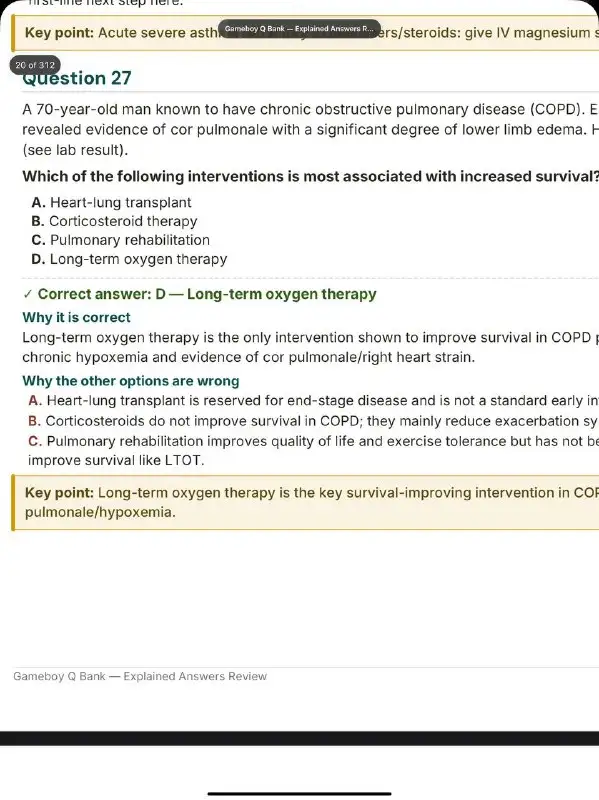 first-line next step here.
Key point: Acute severe asth
ers/steroids: give IV magnesium s
Gameboy Q Bank — Explained Answers R...
20 of 312
Question 27
A 70-year-old man known to have chronic obstructive pulmonary disease (COPD). E
revealed evidence of cor pulmonale with a significant degree of lower limb edema. H
(see lab result).
Which of the following interventions is most associated with increased survival?
A. Heart-lung transplant
B. Corticosteroid therapy
C. Pulmonary rehabilitation
D. Long-term oxygen therapy
✓ Correct answer: D — Long-term oxygen therapy
Why it is correct
Long-term oxygen therapy is the only intervention shown to improve survival in COPD p
chronic hypoxemia and evidence of cor pulmonale/right heart strain.
Why the other options are wrong
A. Heart-lung transplant is reserved for end-stage disease and is not a standard early in
B. Corticosteroids do not improve survival in COPD; they mainly reduce exacerbation sy
C. Pulmonary rehabilitation improves quality of life and exercise tolerance but has not be
improve survival like LTOT.
Key point: Long-term oxygen therapy is the key survival-improving intervention in COP
pulmonale/hypoxemia.
Gameboy Q Bank — Explained Answers Review